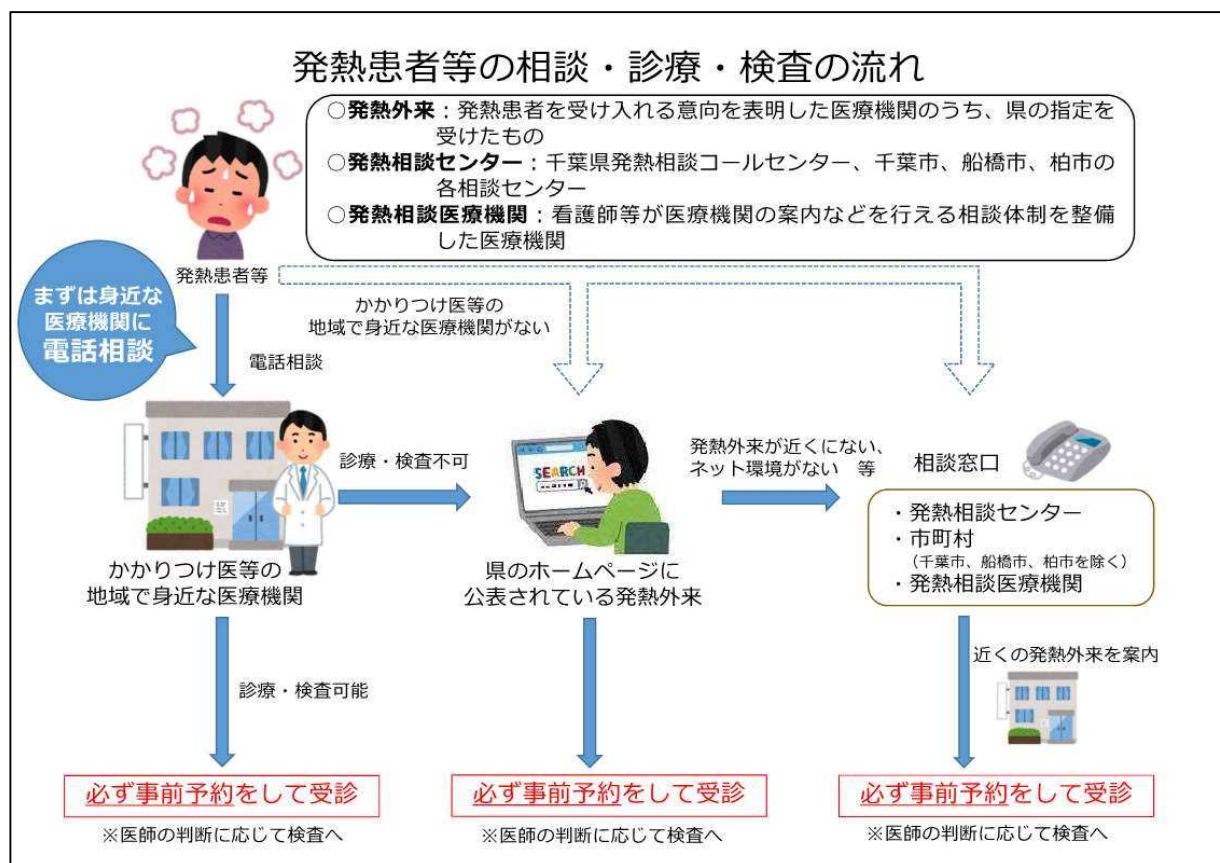 発熱患者等の相談・診療・検査の流れ
○発熱外来：発熱患者を受け入れる意向を表明した医療機関のうち、県の指定を
受けたもの
○発熱相談センター：千葉県発熱相談コールセンター、千葉市、船橋市、柏市の
各相談センター
○発熱相談医療機関：看護師等が医療機関の案内などを行える相談体制を整備
した医療機関
発熱患者等
まずは身近な
医療機関に
電話相談
かかりつけ医等の
地域で身近な医療機関がない
電話相談
診療・検査不可
SEARCH
発熱外来が近くにない、
ネット環境がない　等
相談窓口
・発熱相談センター
・市町村
（千葉市、船橋市、柏市を除く）
・発熱相談医療機関
かかりつけ医等の
地域で身近な医療機関
県のホームページに
公表されている発熱外来
近くの発熱外来を案内
診療・検査可能
必ず事前予約をして受診
※医師の判断に応じて検査へ
必ず事前予約をして受診
※医師の判断に応じて検査へ
必ず事前予約をして受診
※医師の判断に応じて検査へ